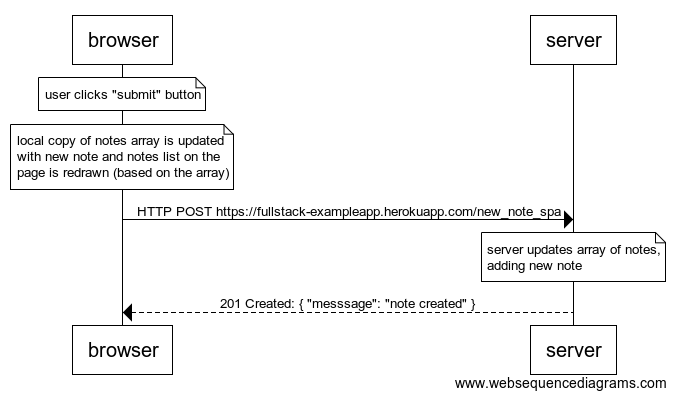 browser
server
user clicks "submit" button
local copy of notes array is updated
with new note and notes list on the
page is redrawn (based on the array)
HTTP POST https://fullstack-exampleapp.herokuapp.com/new_note_spa
server updates array of notes,
adding new note
201 Created: { "messsage": "note created" }
browser
server
www.websequencediagrams.com